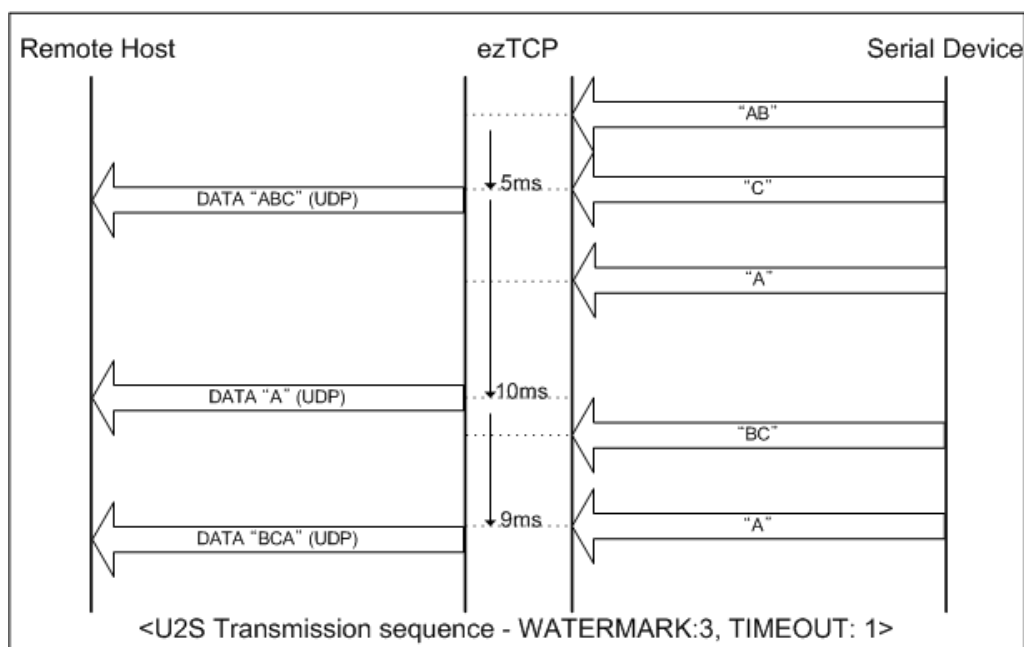 Remote Host
ezTCP
Serial Device
"AB"
5ms
"C"
DATA "ABC" (UDP)
"A"
10ms
DATA "A" (UDP)
"BC"
9ms
"A"
DATA "BCA" (UDP)
<U2S Transmission sequence - WATERMARK:3, TIMEOUT: 1>